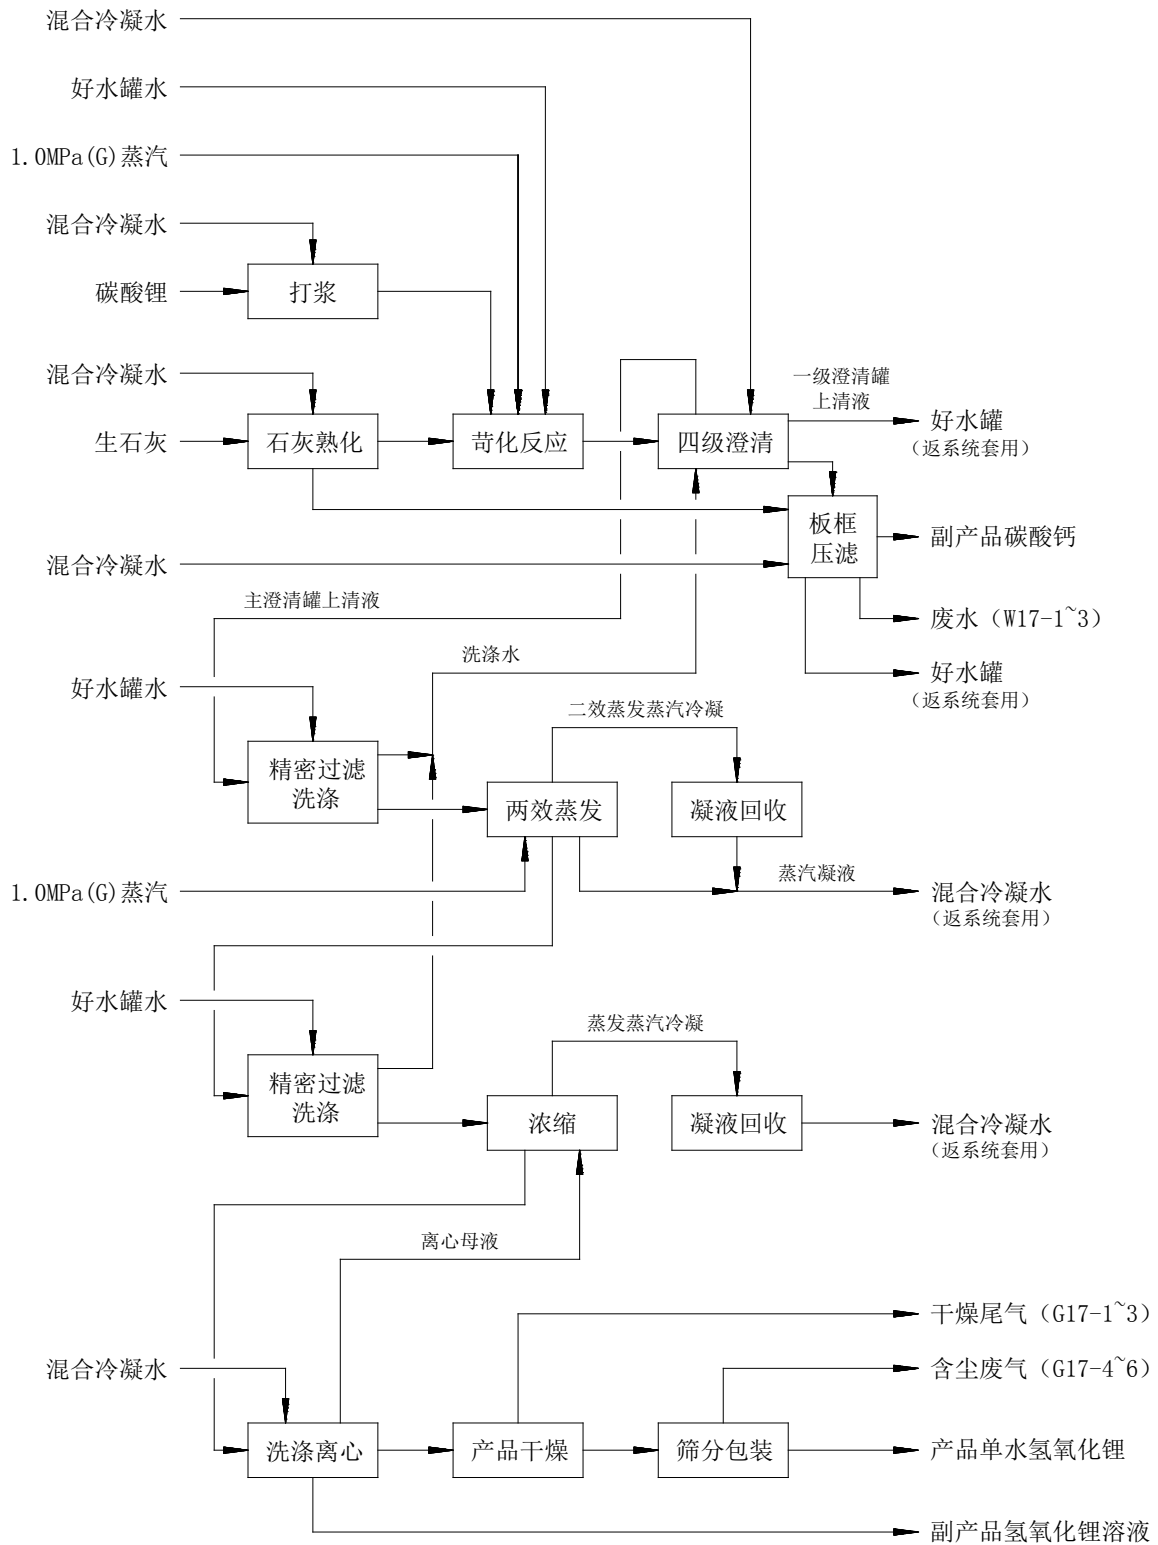 混合冷凝水
好水罐水
1.0MPa(G)蒸汽
混合冷凝水
碳酸锂
打浆
混合冷凝水
一级澄清罐
上清液
生石灰
石灰熟化
苛化反应
四级澄清
好水罐
（返系统套用）
板框
压滤
副产品碳酸钙
混合冷凝水
主澄清罐上清液
废水（W17-1~3）
洗涤水
好水罐
（返系统套用）
好水罐水
二效蒸发蒸汽冷凝
精密过滤
洗涤
两效蒸发
凝液回收
1.0MPa(G)蒸汽
蒸汽凝液
混合冷凝水
（返系统套用）
好水罐水
蒸发蒸汽冷凝
精密过滤
洗涤
浓缩
凝液回收
混合冷凝水
（返系统套用）
离心母液
干燥尾气（G17-1~3）
混合冷凝水
含尘废气（G17-4~6）
洗涤离心
产品干燥
筛分包装
产品单水氢氧化锂
副产品氢氧化锂溶液